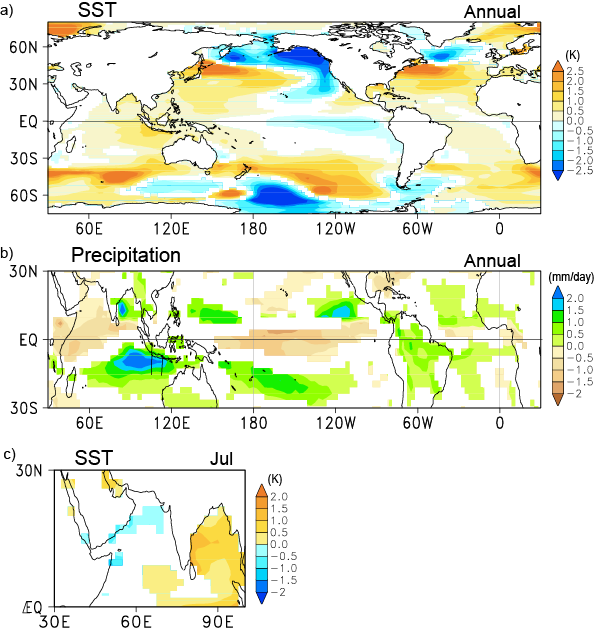 a) SST Annual
60N
30N
EQ
30S
60S
60E 120E 180 120W 60W 0
(K)
2.5
2.0
1.5
1.0
0.5
0.0
−0.5
−1.0
−1.5
−2.0
−2.5
b) Precipitation Annual
30N
EQ
30S
60E 120E 180 120W 60W 0
(mm/day)
2.0
1.5
1.0
0.5
0.0
−0.5
−1.0
−1.5
−2
c) SST Jul
30N
EQ
30E 60E 90E
(K)
2.0
1.5
1.0
0.5
0.0
−0.5
−1.0
−1.5
−2